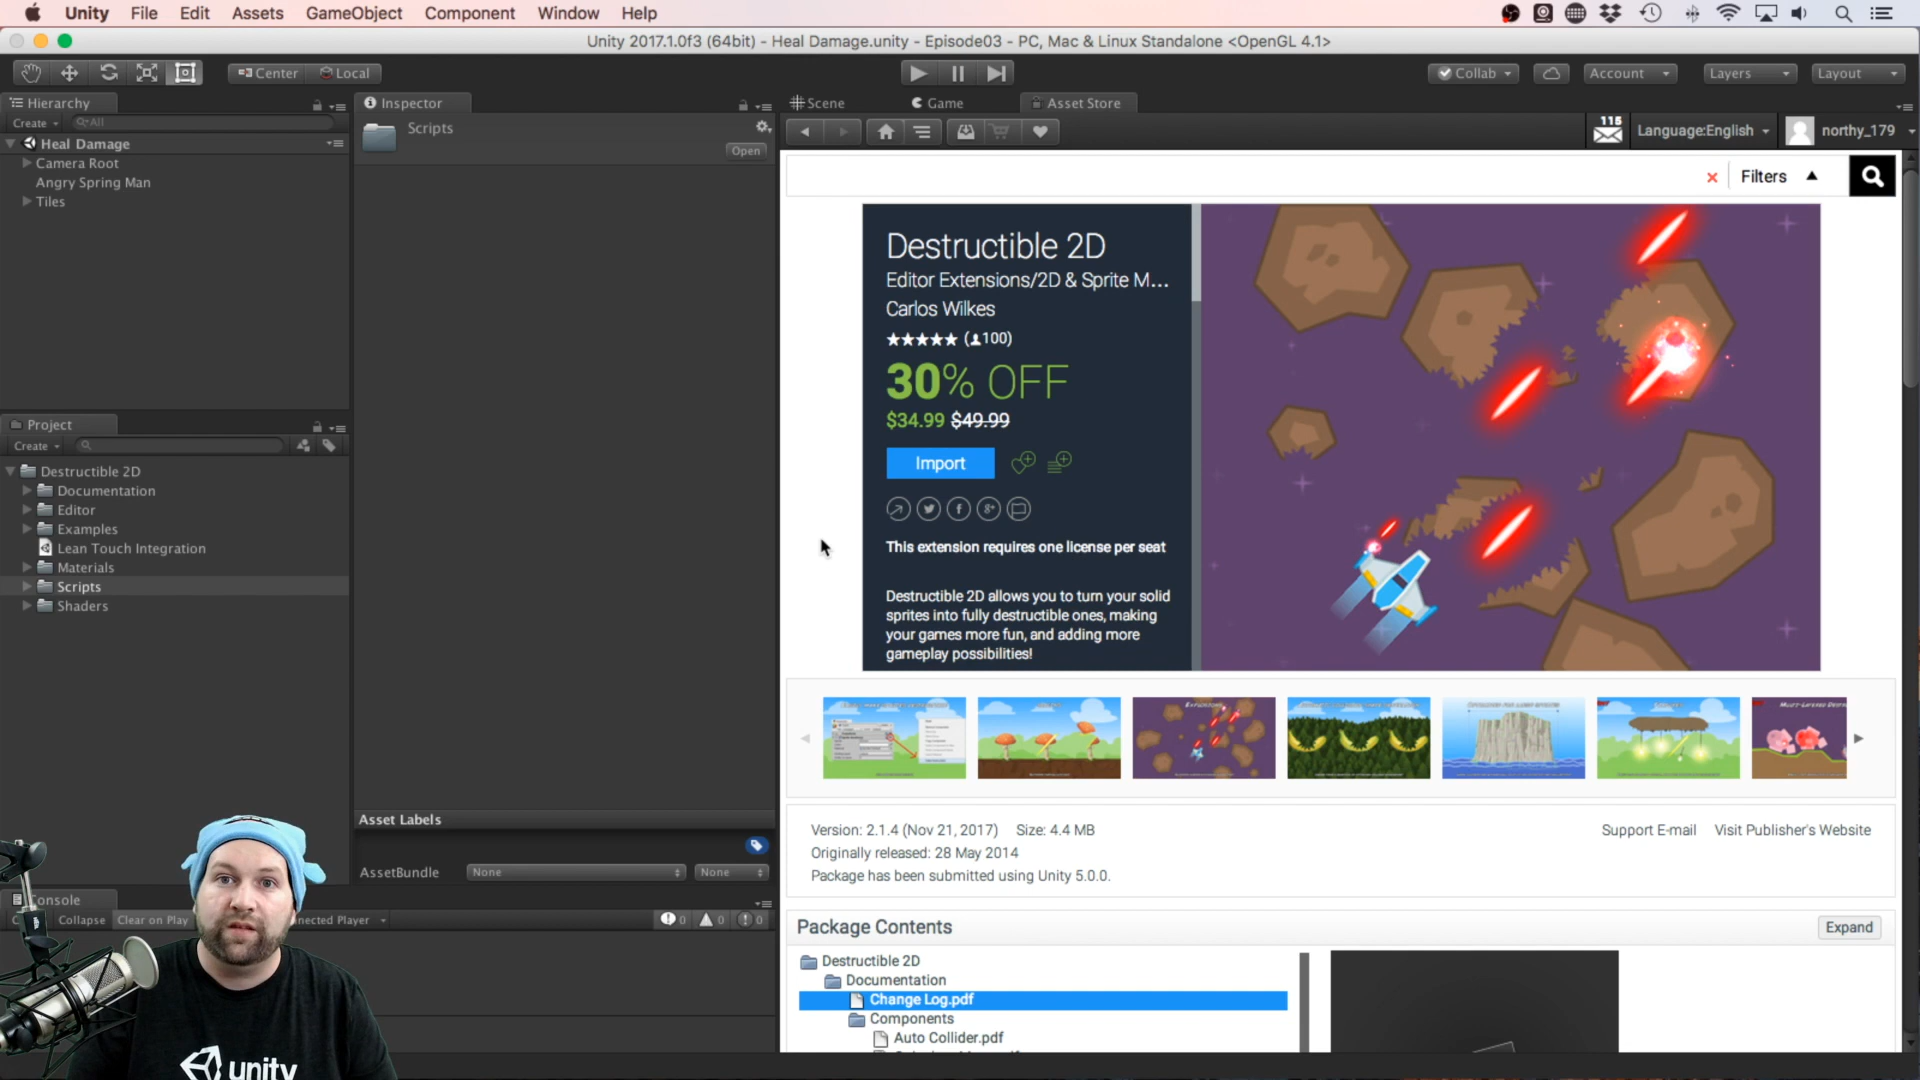 Unity File Edit Assets GameObject Component Window Help
Unity 2017.1.0f3 (64bit) - Heal Damage.unity - Episode03 - PC, Mac & Linux Standalone <OpenGL 4.1>
Center Local
Collab Account Layers Layout
Hierarchy
Create All
Heal Damage
Camera Root
Angry Spring Man
Tiles
Inspector
Scripts
Open
Scene Game Asset Store
115
Language:English
northy_179
Filters
Destructible 2D
Editor Extensions/2D & Sprite M...
Carlos Wilkes
(100)
30% OFF
$34.99 $49.99
Import
This extension requires one license per seat
Destructible 2D allows you to turn your solid
sprites into fully destructible ones, making
your games more fun, and adding more
gameplay possibilities!
Project
Create
Destructible 2D
Documentation
Editor
Examples
Lean Touch Integration
Materials
Scripts
Shaders
Asset Labels
AssetBundle None None
Console
Collapse Clear on Play nected Player
0 0 0
Version: 2.1.4 (Nov 21, 2017) Size: 4.4 MB
Originally released: 28 May 2014
Package has been submitted using Unity 5.0.0.
Support E-mail Visit Publisher's Website
Package Contents
Expand
Destructible 2D
Documentation
Change Log.pdf
Components
Auto Collider.pdf
unity